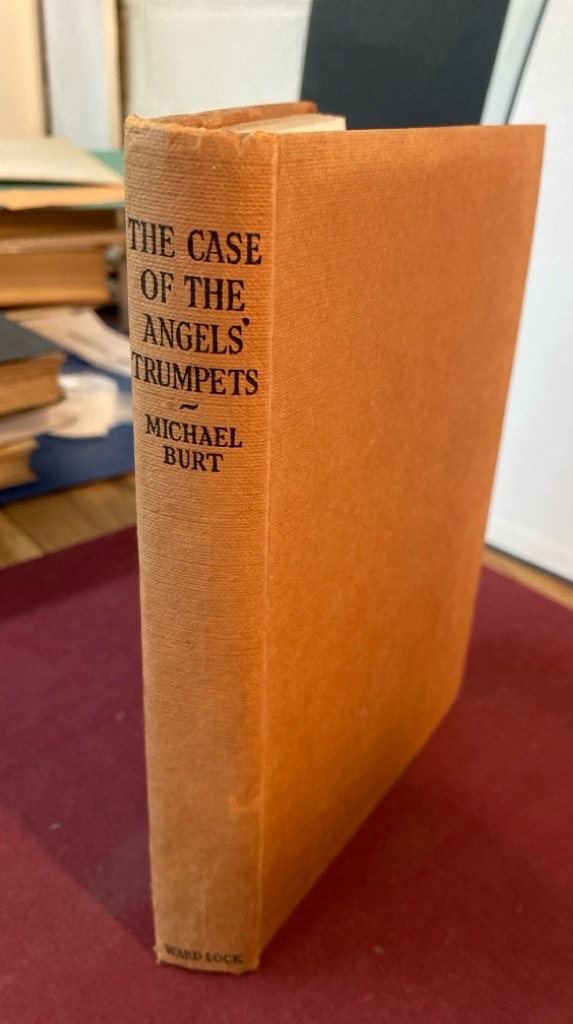 THE CASE
OF THE
ANGELS'
TRUMPETS
~
MICHAEL
BURT
WARD LOCK